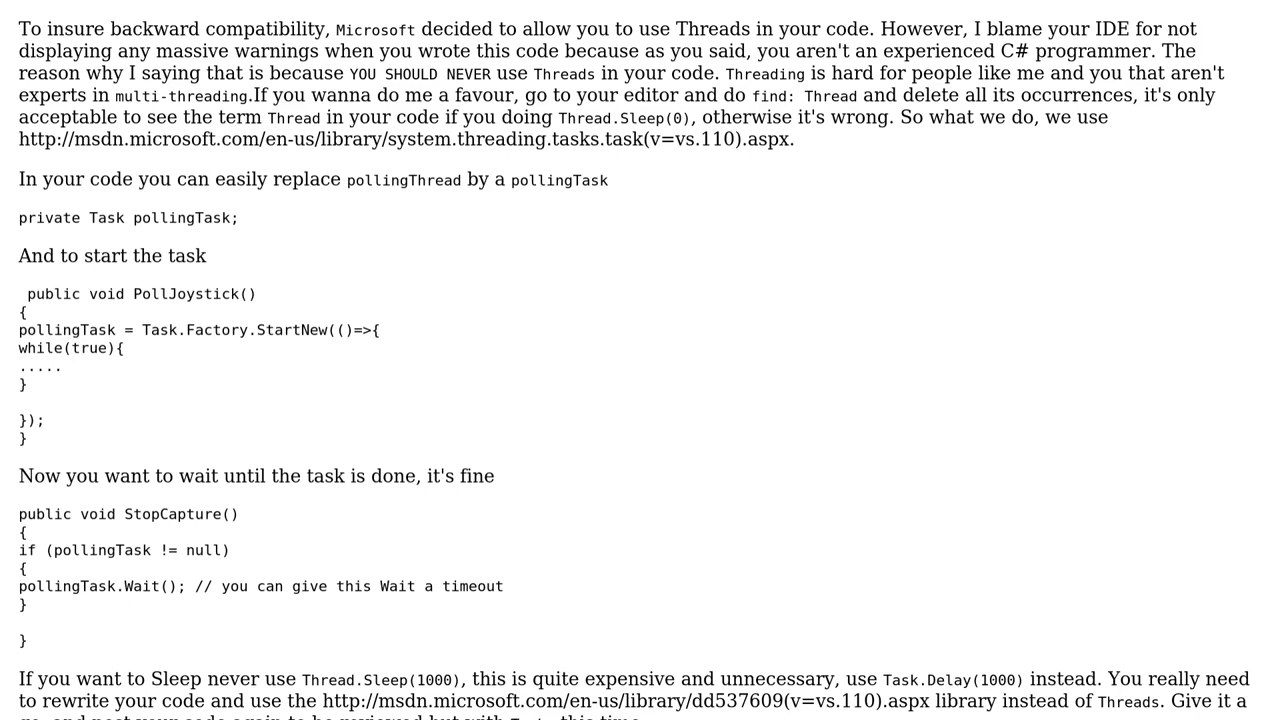 To insure backward compatibility, Microsoft decided to allow you to use Threads in your code. However, I blame your IDE for not
displaying any massive warnings when you wrote this code because as you said, you aren't an experienced C# programmer. The
reason why I saying that is because YOU SHOULD NEVER use Threads in your code. Threading is hard for people like me and you that aren't
experts in multi-threading.If you wanna do me a favour, go to your editor and do find: Thread and delete all its occurrences, it's only
acceptable to see the term Thread in your code if you doing Thread.Sleep(0), otherwise it's wrong. So what we do, we use
http://msdn.microsoft.com/en-us/library/system.threading.tasks.task(v=vs.110).aspx.
In your code you can easily replace pollingThread by a pollingTask
private Task pollingTask;
And to start the task
public void PollJoystick()
{
pollingTask = Task.Factory.StartNew(()=>{
while(true){
.....
}
});
}
Now you want to wait until the task is done, it's fine
public void StopCapture()
{
if (pollingTask != null)
{
pollingTask.Wait(); // you can give this Wait a timeout
}
}
If you want to Sleep never use Thread.Sleep(1000), this is quite expensive and unnecessary, use Task.Delay(1000) instead. You really need
to rewrite your code and use the http://msdn.microsoft.com/en-us/library/dd537609(v=vs.110).aspx library instead of Threads. Give it a